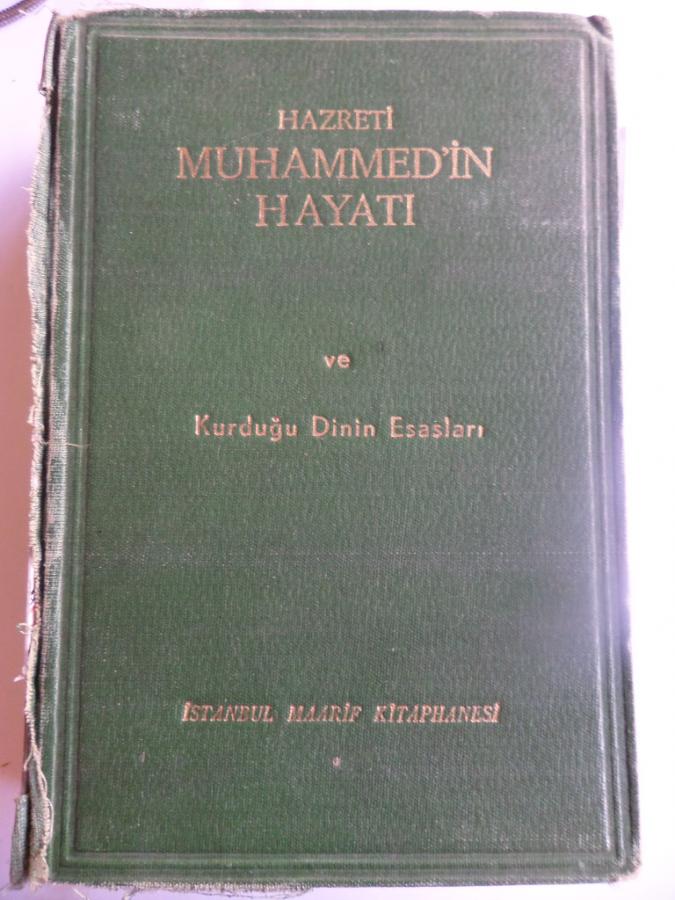 HAZRETİ
MUHAMMED'İN
HAYATI
ve
Kurduğu Dinin Esasları
İSTANBUL MAARİF KİTAPHANESİ